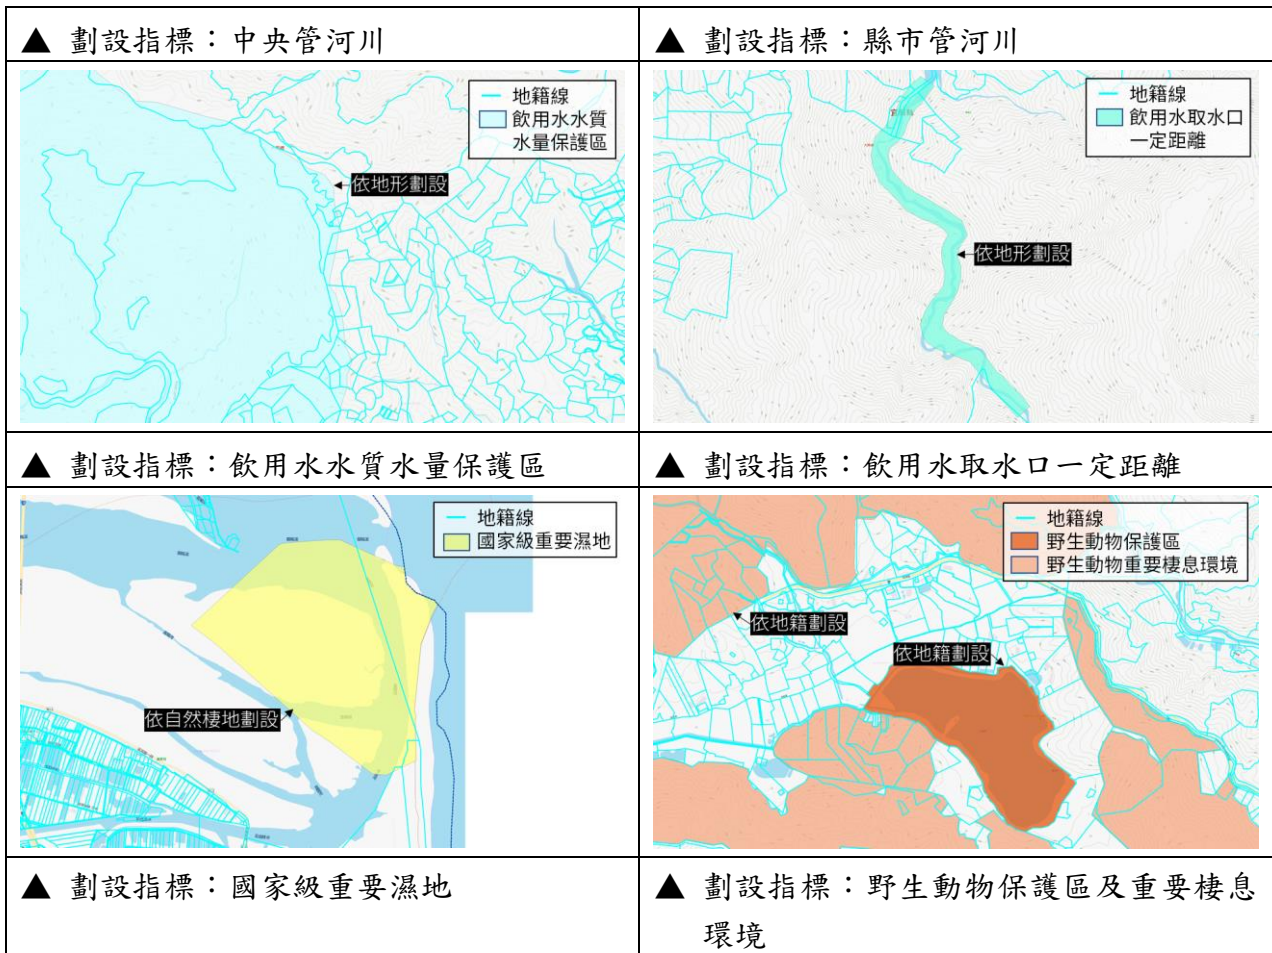 ▲ 劃設指標：中央管河川
▲ 劃設指標：縣市管河川
地籍線
飲用水水質
水量保護區
依地形劃設
地籍線
飲用水取水口
一定距離
依地形劃設
▲ 劃設指標：飲用水水質水量保護區
▲ 劃設指標：飲用水取水口一定距離
地籍線
國家級重要濕地
依自然棲地劃設
地籍線
野生動物保護區
野生動物重要棲息環境
依地籍劃設
依地籍劃設
▲ 劃設指標：國家級重要濕地
▲ 劃設指標：野生動物保護區及重要棲息
環境